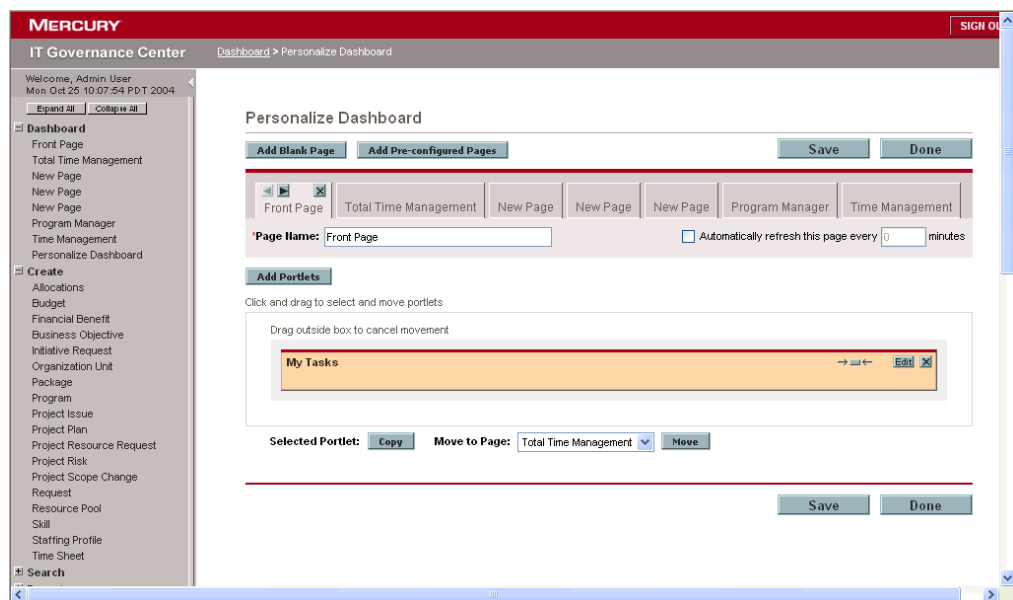 MERCURY
SIGN OU
IT Governance Center
Dashboard > Personalize Dashboard
Welcome, Admin User
Mon Oct 25 10:07:54 PDT 2004
Expand All Collapse All
Dashboard
Front Page
Total Time Management
New Page
New Page
New Page
Program Manager
Time Management
Personalize Dashboard
Create
Allocations
Budget
Financial Benefit
Business Objective
Initiative Request
Organization Unit
Package
Program
Project Issue
Project Plan
Project Resource Request
Project Risk
Project Scope Change
Request
Resource Pool
Skill
Staffing Profile
Time Sheet
Search
Personalize Dashboard
Add Blank Page Add Pre-configured Pages Save Done
Front Page Total Time Management New Page New Page New Page Program Manager Time Management
*Page Name: Front Page Automatically refresh this page every 0 minutes
Add Portlets
Click and drag to select and move portlets
Drag outside box to cancel movement
My Tasks Edit
Selected Portlet: Copy Move to Page: Total Time Management Move
Save Done